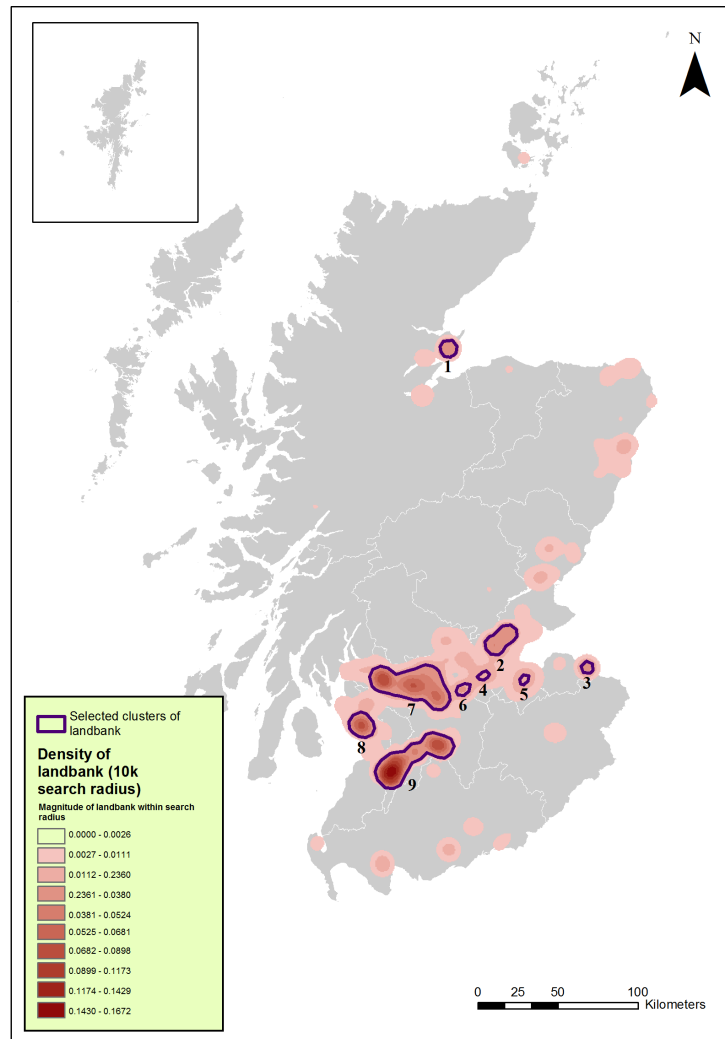 N
1
2
3
4
5
6
7
8
9
Selected clusters of
landbank
Density of
landbank (10k
search radius)
Magnitude of landbank within search
radius
0.0000 - 0.0026
0.0027 - 0.0111
0.0112 - 0.2360
0.2361 - 0.0380
0.0381 - 0.0524
0.0525 - 0.0681
0.0682 - 0.0898
0.0899 - 0.1173
0.1174 - 0.1429
0.1430 - 0.1672
0 25 50 100
Kilometers